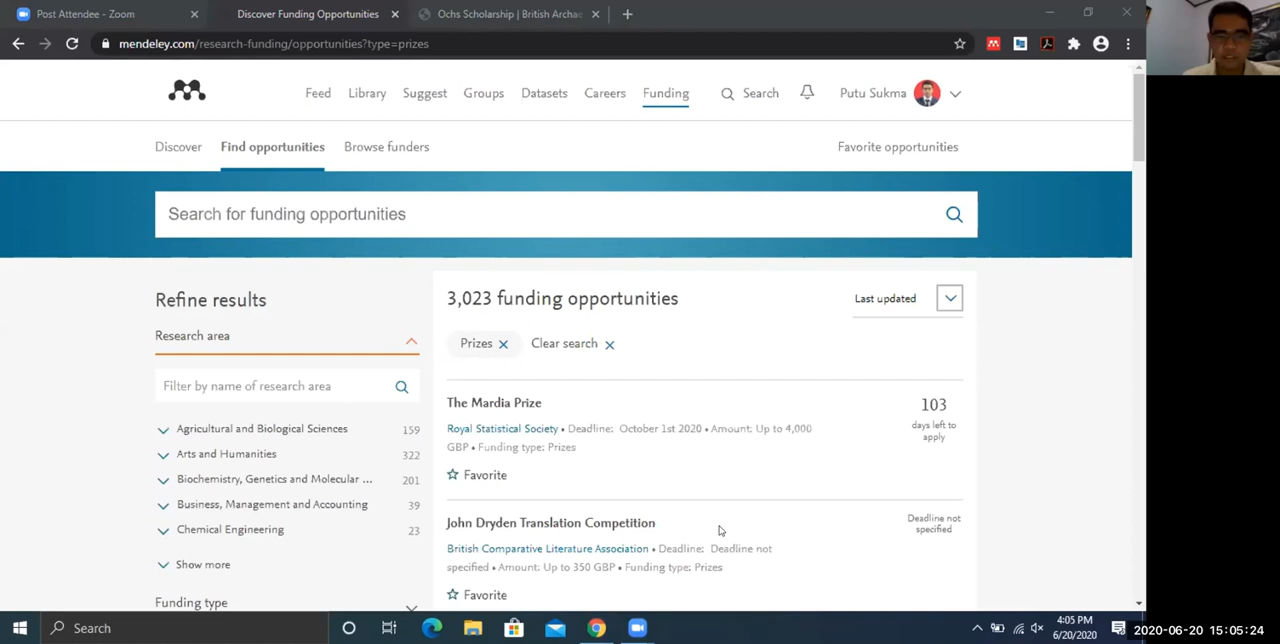 Post Attendee - Zoom
Discover Funding Opportunities
Ochs Scholarship | British Archae
mendeley.com/research-funding/opportunities?type=prizes
Feed Library Suggest Groups Datasets Careers Funding Search Putu Sukma
Discover Find opportunities Browse funders Favorite opportunities
Search for funding opportunities
Refine results
Research area
Filter by name of research area
Agricultural and Biological Sciences 159
Arts and Humanities 322
Biochemistry, Genetics and Molecular ... 201
Business, Management and Accounting 39
Chemical Engineering 23
Show more
Funding type
3,023 funding opportunities
Last updated
Prizes Clear search
The Mardia Prize
Royal Statistical Society • Deadline: October 1st 2020 • Amount: Up to 4,000
GBP • Funding type: Prizes
Favorite
103
days left to
apply
John Dryden Translation Competition
British Comparative Literature Association • Deadline: Deadline not
specified • Amount: Up to 350 GBP • Funding type: Prizes
Favorite
Deadline not
specified
Search
4:05 PM
6/20/2020
2020-06-20 15:05:24